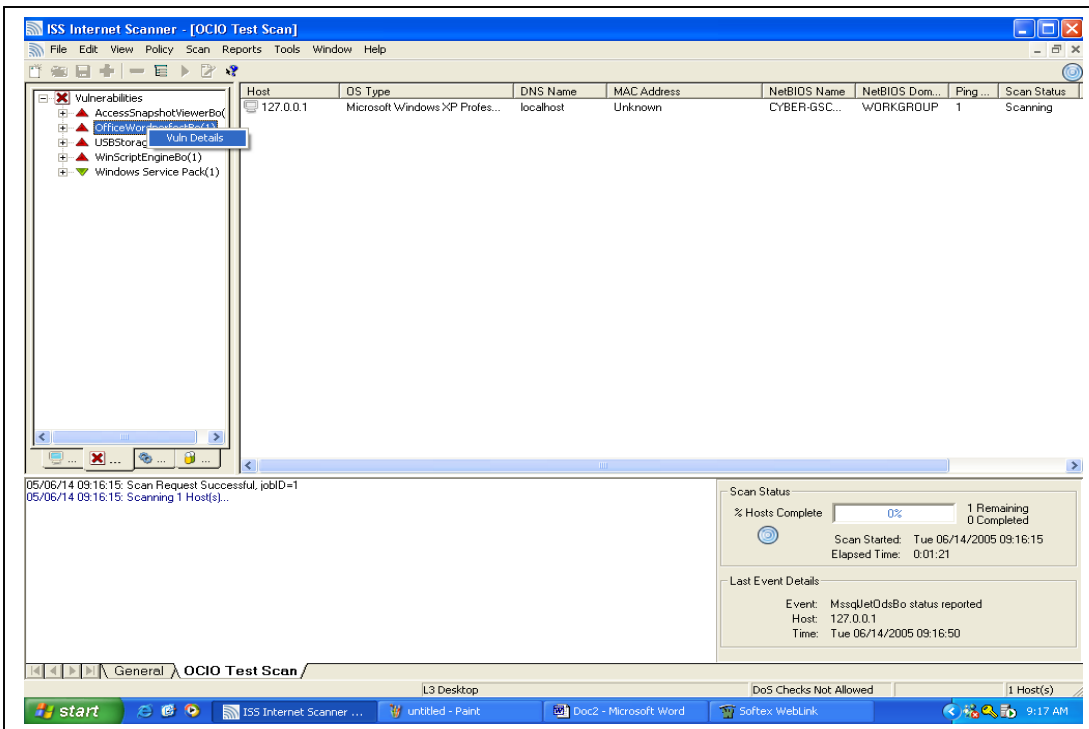 ISS Internet Scanner - [OCIO Test Scan]
File Edit View Policy Scan Reports Tools Window Help
Vulnerabilities
AccessSnapshotViewerBo(
(1)
Vuln Details
USBStorag
WinScriptEngineBo(1)
Windows Service Pack(1)
... ... ... ...
Host OS Type DNS Name MAC Address NetBIOS Name NetBIOS Dom... Ping ... Scan Status
127.0.0.1 Microsoft Windows XP Profes... localhost Unknown CYBER-GSC... WORKGROUP 1 Scanning
05/06/14 09:16:15: Scan Request Successful, jobID=1
05/06/14 09:16:15: Scanning 1 Host(s)...
Scan Status
% Hosts Complete 0% 1 Remaining
0 Completed
Scan Started: Tue 06/14/2005 09:16:15
Elapsed Time: 0:01:21
Last Event Details
Event: MssqlJetOdsBo status reported
Host: 127.0.0.1
Time: Tue 06/14/2005 09:16:50
General OCIO Test Scan
L3 Desktop DoS Checks Not Allowed 1 Host(s)
start ISS Internet Scanner ... untitled - Paint Doc2 - Microsoft Word Softex WebLink 9:17 AM